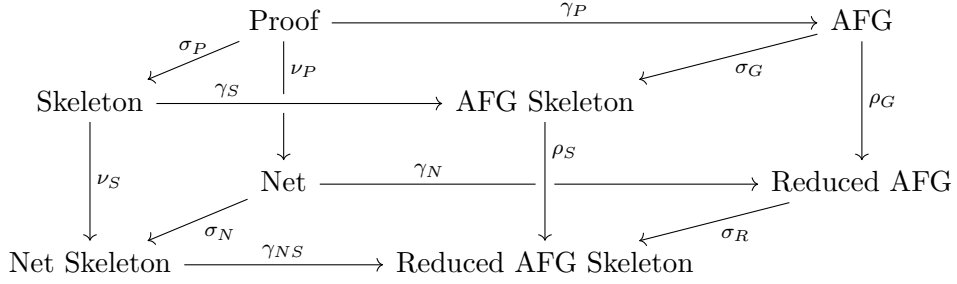 Proof γ_P AFG
σ_P ν_P σ_G
Skeleton γ_S AFG Skeleton ρ_G
ν_S ρ_S
Net γ_N Reduced AFG
σ_N σ_R
Net Skeleton γ_NS Reduced AFG Skeleton